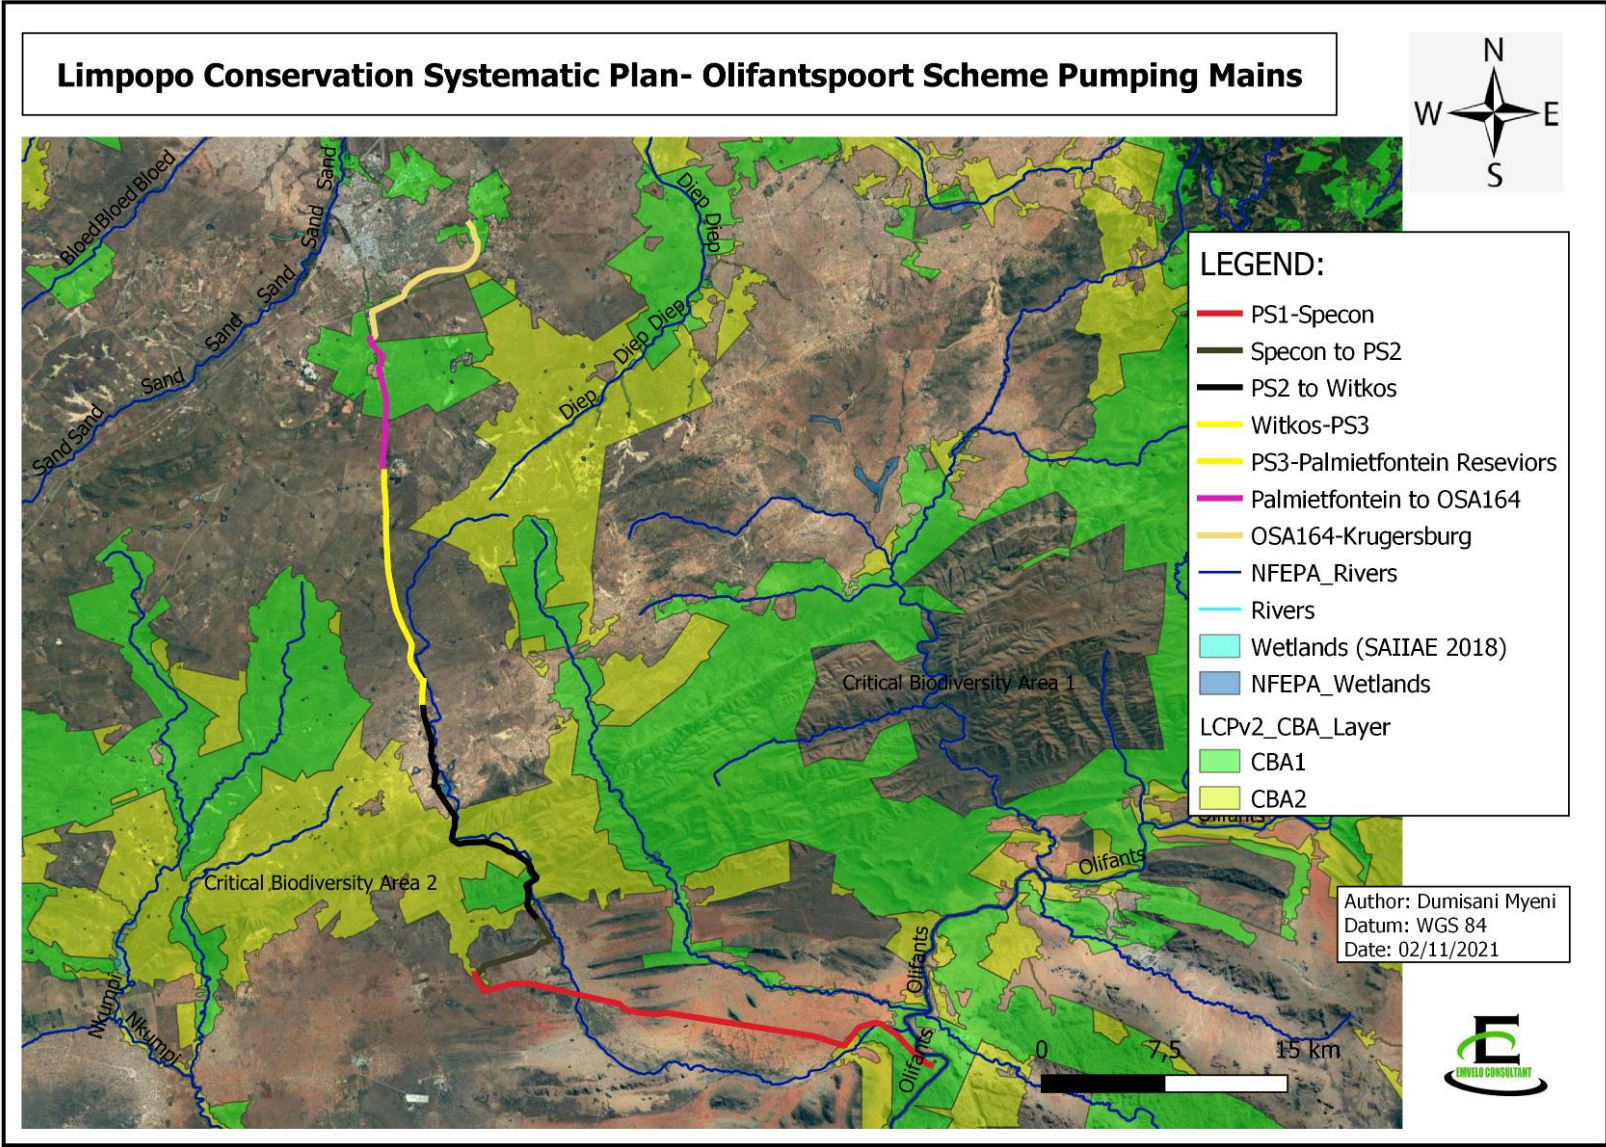 Limpopo Conservation Systematic Plan- Olifantspoort Scheme Pumping Mains
N
W
E
S
Bloed
Bloed
Bloed
Sand
Sand
Sand
Sand
Sand
Sand
Sand
Diep
Diep
Diep
Diep
Diep
Critical Biodiversity Area 1
Critical Biodiversity Area 2
Olifants
Olifants
Olifants
Olifants
Nkumpi
Nkumpi
LEGEND:
PS1-Specon
Specon to PS2
PS2 to Witkos
Witkos-PS3
PS3-Palmietfontein Reseviors
Palmietfontein to OSA164
OSA164-Krugersburg
NFEPA_Rivers
Rivers
Wetlands (SAIIAE 2018)
NFEPA_Wetlands
LCPv2_CBA_Layer
CBA1
CBA2
Author: Dumisani Myeni
Datum: WGS 84
Date: 02/11/2021
0 7,5 15 km
E
EMVELO CONSULTANT